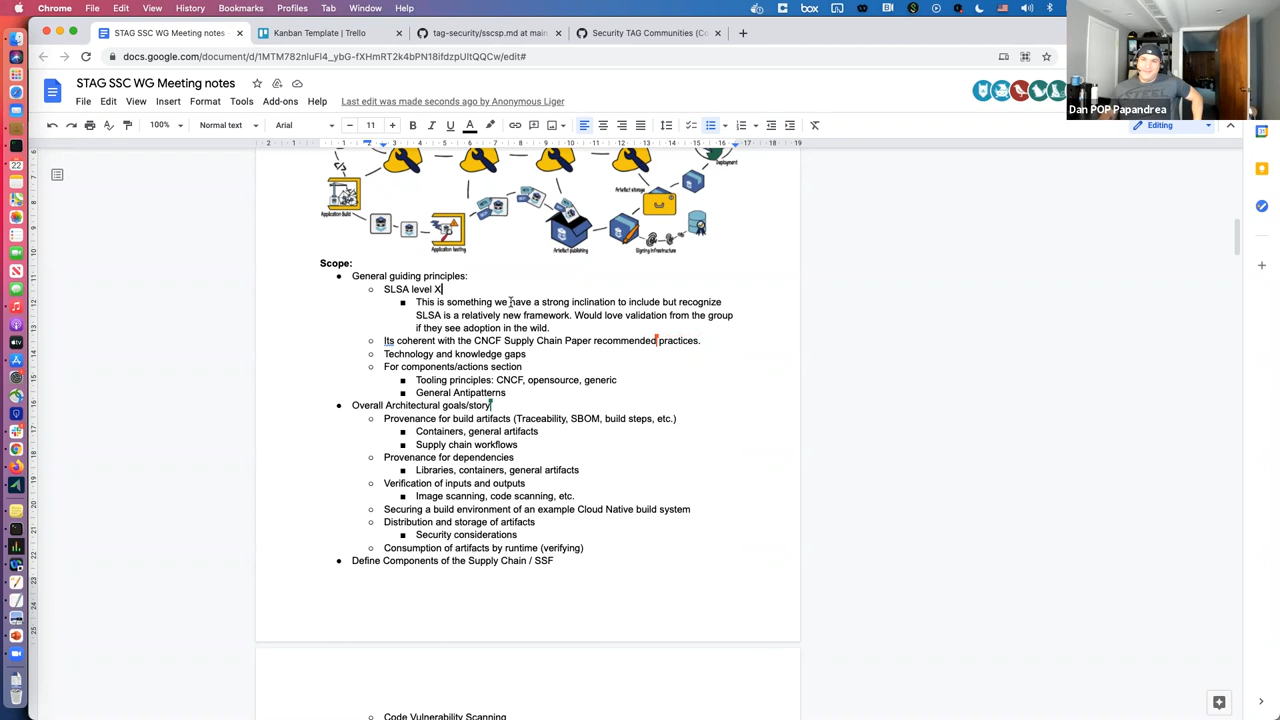 Chrome File Edit View History Bookmarks Profiles Tab Window Help
box
STAG SSC WG Meeting notes
Kanban Template | Trello
tag-security/sscsp.md at main
Security TAG Communities (Co
STAG SSC WG Meeting notes
File Edit View Insert Format Tools Add-ons Help
Last edit was made seconds ago by Anonymous Liger
Dan POP Papandrea
100% Normal text Arial 11
Editing
Deployment
Artefact storage
Application Build
Application testing
Artefact publishing
Signing infrastructure
Scope:
● General guiding principles:
○ SLSA level X
■ This is something we have a strong inclination to include but recognize
SLSA is a relatively new framework. Would love validation from the group
if they see adoption in the wild.
○ Its coherent with the CNCF Supply Chain Paper recommended practices.
○ Technology and knowledge gaps
○ For components/actions section
■ Tooling principles: CNCF, opensource, generic
■ General Antipatterns
● Overall Architectural goals/story
○ Provenance for build artifacts (Traceability, SBOM, build steps, etc.)
■ Containers, general artifacts
■ Supply chain workflows
○ Provenance for dependencies
■ Libraries, containers, general artifacts
○ Verification of inputs and outputs
■ Image scanning, code scanning, etc.
○ Securing a build environment of an example Cloud Native build system
○ Distribution and storage of artifacts
■ Security considerations
○ Consumption of artifacts by runtime (verifying)
● Define Components of the Supply Chain / SSF
○ Code Vulnerability Scanning